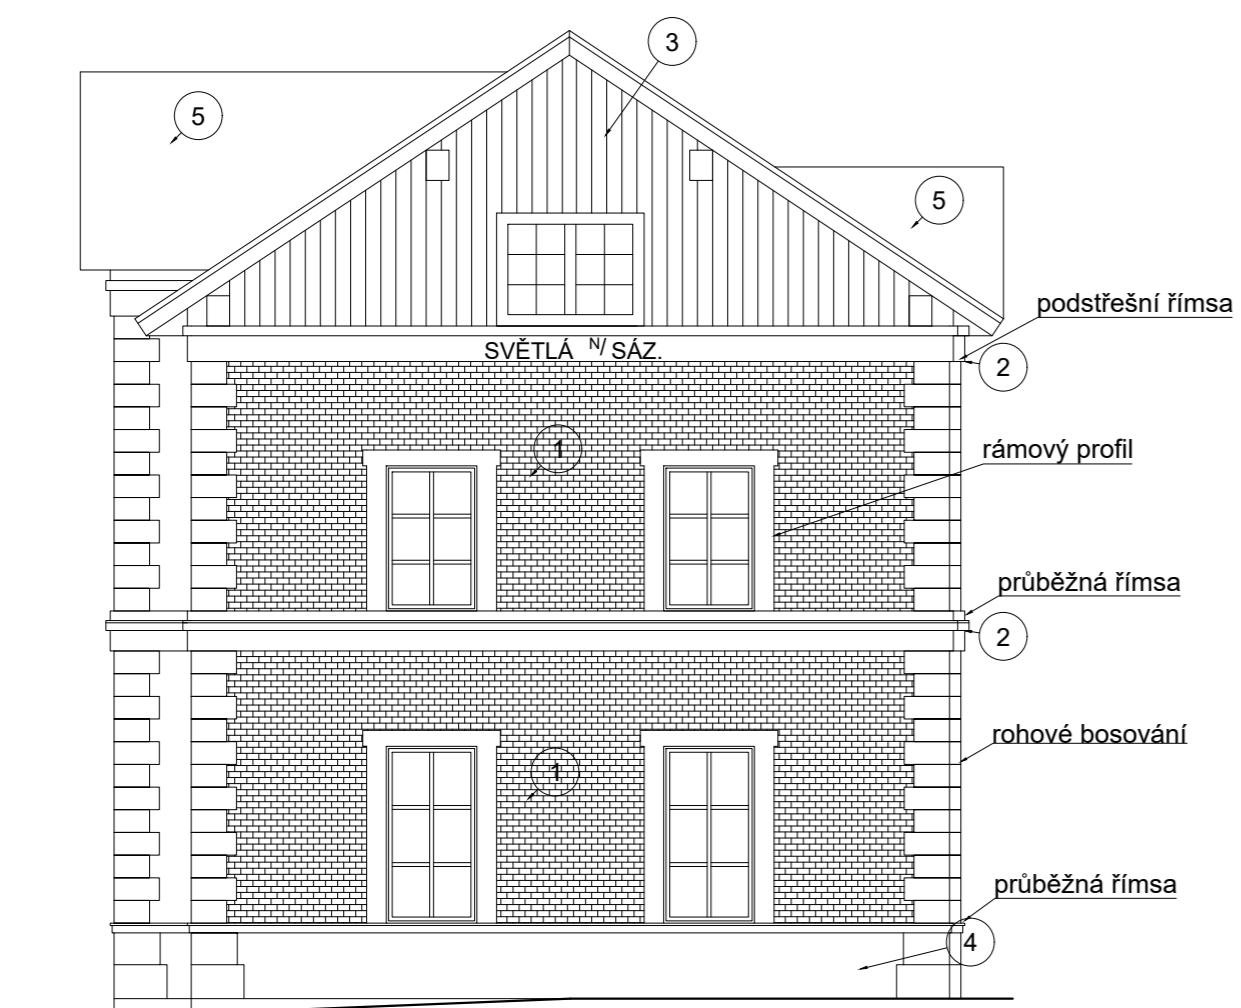 3
5
5
podstřešní římsa
SVĚTLÁ N/ SÁZ.
2
1
rámový profil
průběžná římsa
2
rohové bosování
1
průběžná římsa
4